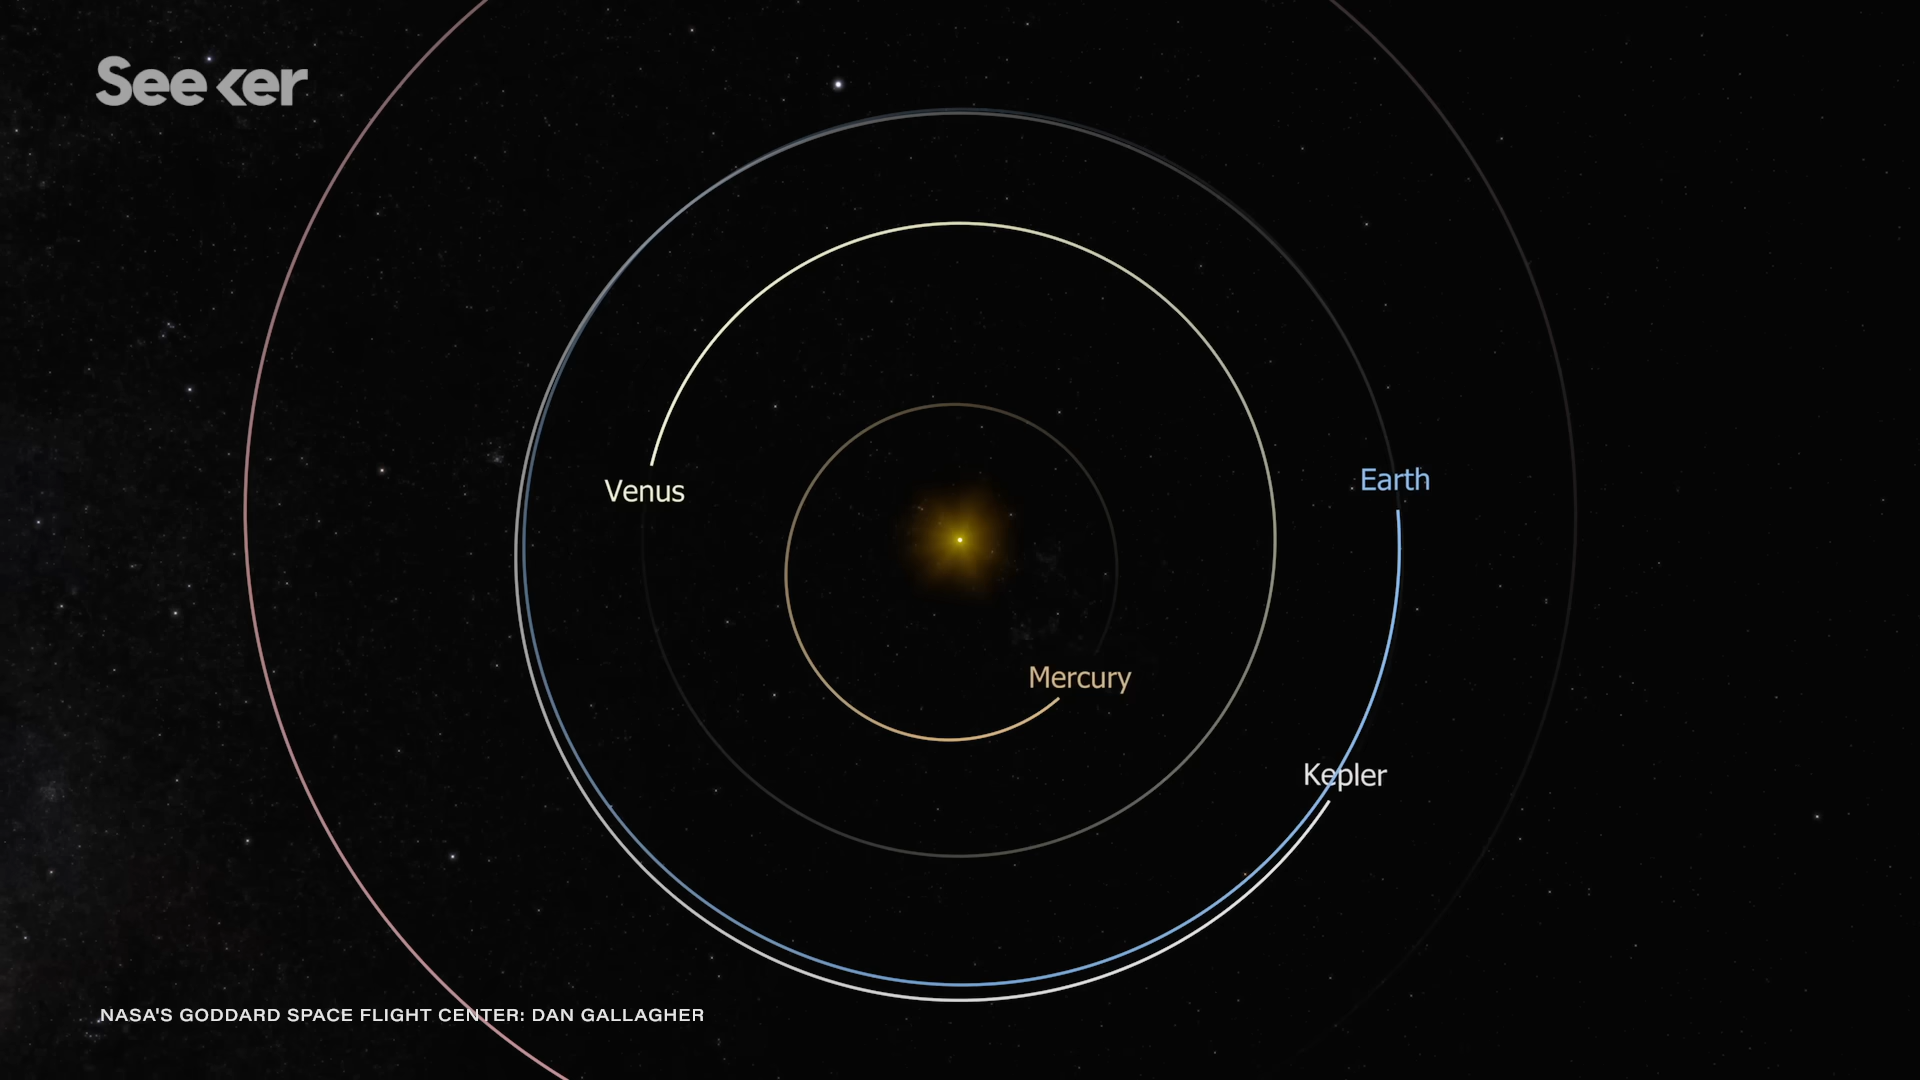 Seeker
Venus
Earth
Mercury
Kepler
NASA'S GODDARD SPACE FLIGHT CENTER: DAN GALLAGHER